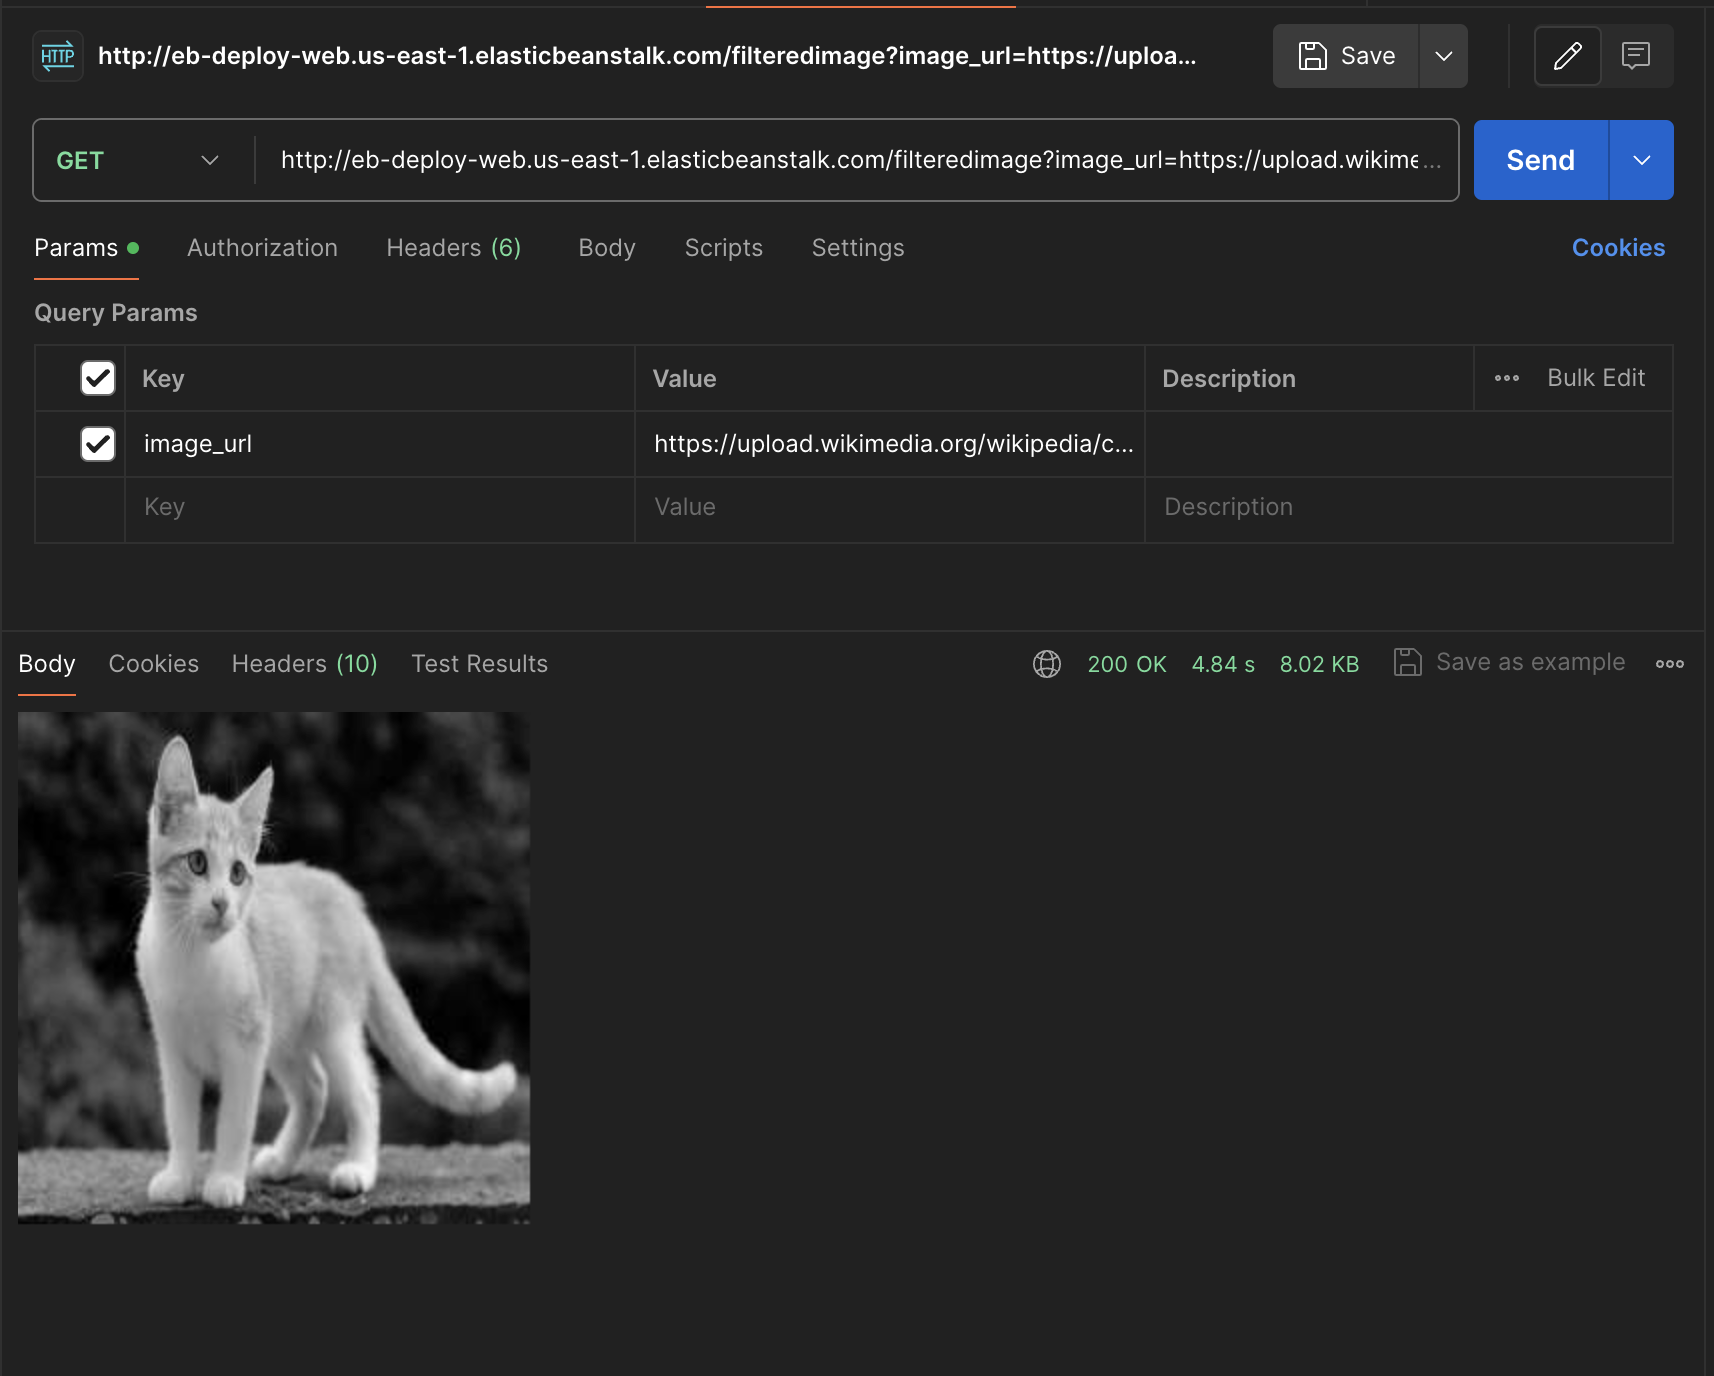 HTTP http://eb-deploy-web.us-east-1.elasticbeanstalk.com/filteredimage?image_url=https://uploa... Save
GET http://eb-deploy-web.us-east-1.elasticbeanstalk.com/filteredimage?image_url=https://upload.wikime... Send
Params Authorization Headers (6) Body Scripts Settings Cookies
Query Params
Key Value Description Bulk Edit
image_url https://upload.wikimedia.org/wikipedia/c...
Key Value Description
Body Cookies Headers (10) Test Results 200 OK 4.84 s 8.02 KB Save as example